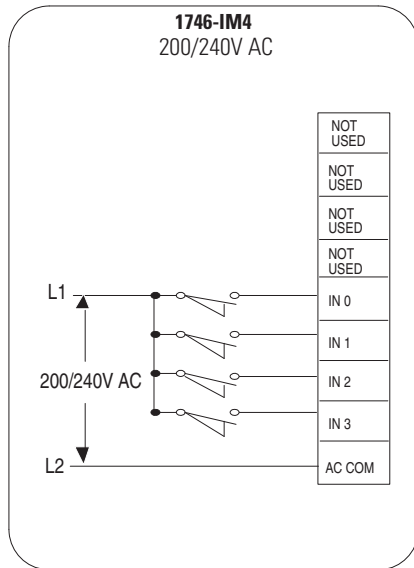 1746-IM4
200/240V AC
NOT
USED
NOT
USED
NOT
USED
NOT
USED
L1
IN 0
IN 1
200/240V AC
IN 2
IN 3
L2
AC COM